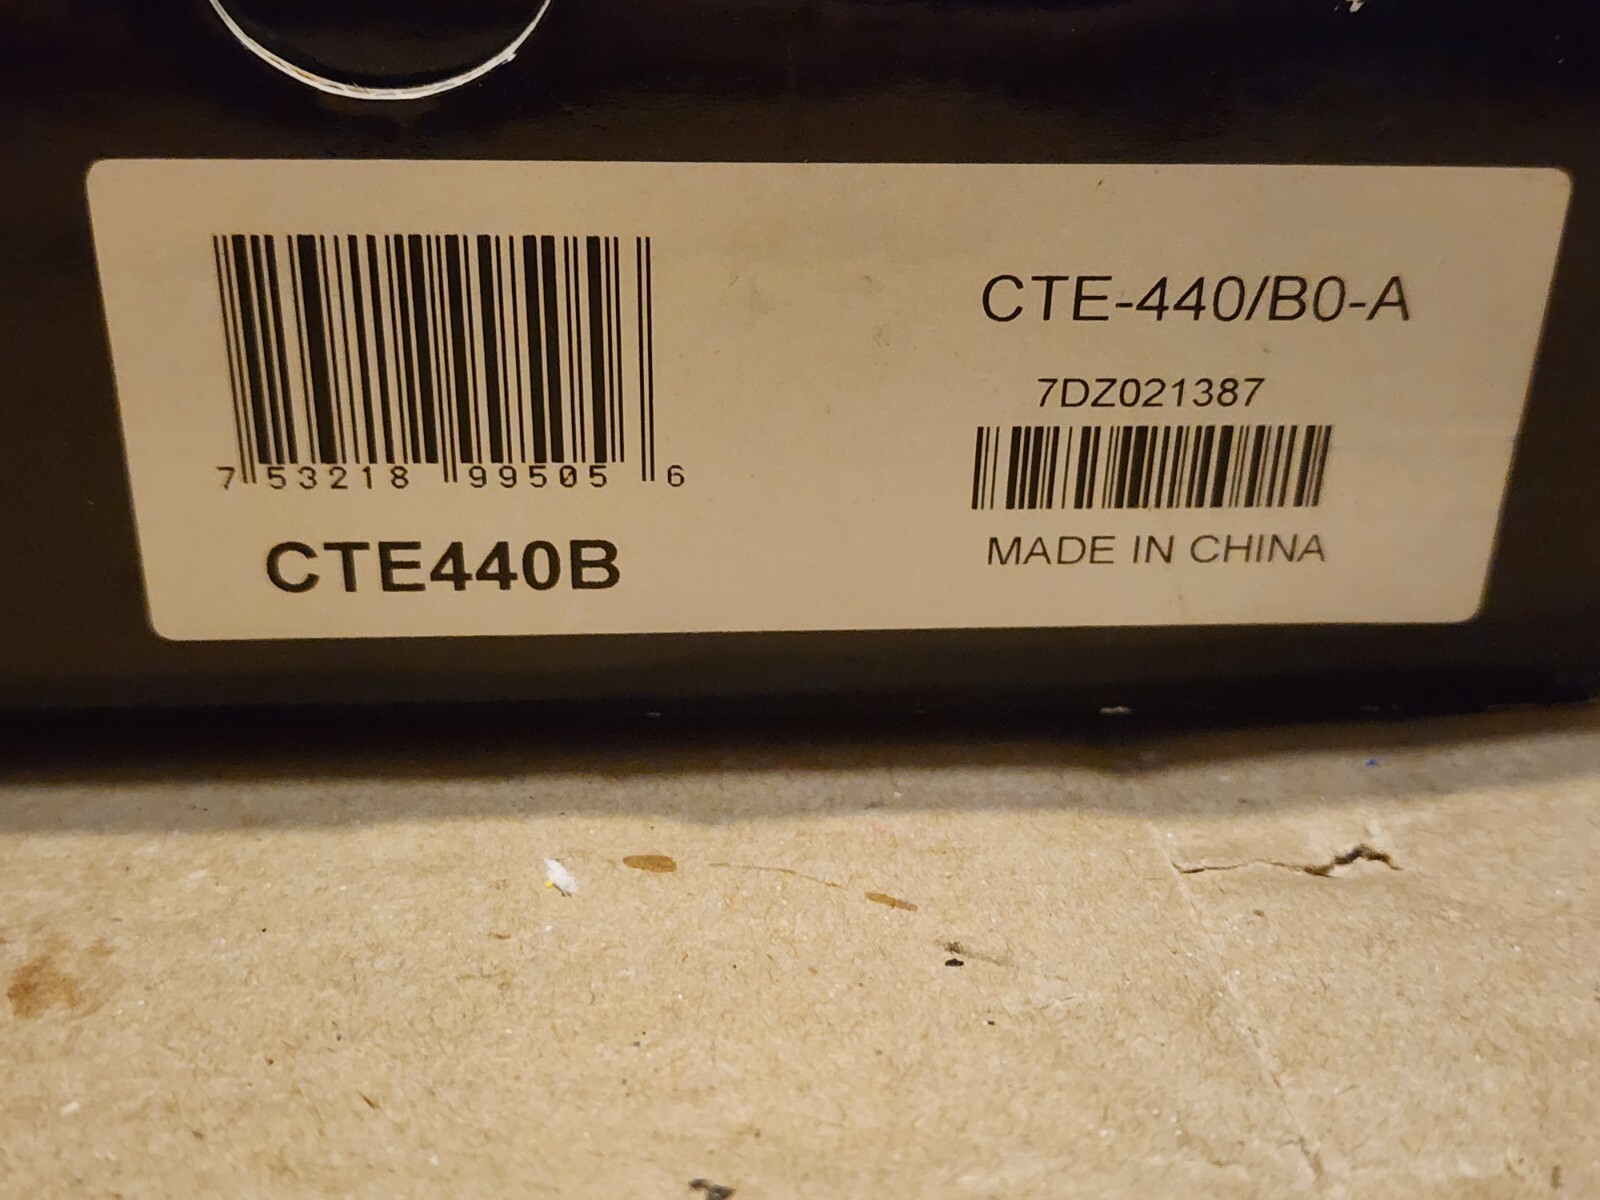 7 53218 99505 6
CTE440B
CTE-440/B0-A
7DZ021387
MADE IN CHINA